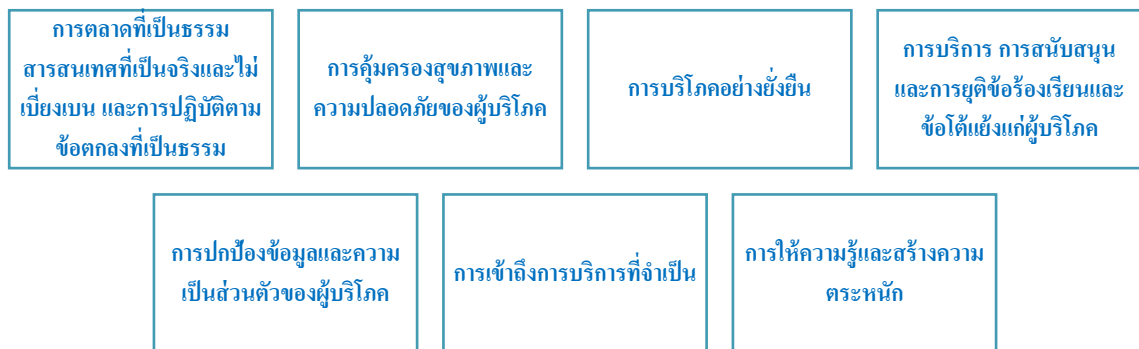 การตลาดที่เป็นธรรม
สารสนเทศที่เป็นจริงและไม่
เบี่ยงเบน และการปฏิบัติตาม
ข้อตกลงที่เป็นธรรม
การคุ้มครองสุขภาพและ
ความปลอดภัยของผู้บริโภค
การบริโภคอย่างยั่งยืน
การบริการ การสนับสนุน
และการยุติข้อร้องเรียนและ
ข้อโต้แย้งแก่ผู้บริโภค
การปกป้องข้อมูลและความ
เป็นส่วนตัวของผู้บริโภค
การเข้าถึงการบริการที่จำเป็น
การให้ความรู้และสร้างความ
ตระหนัก